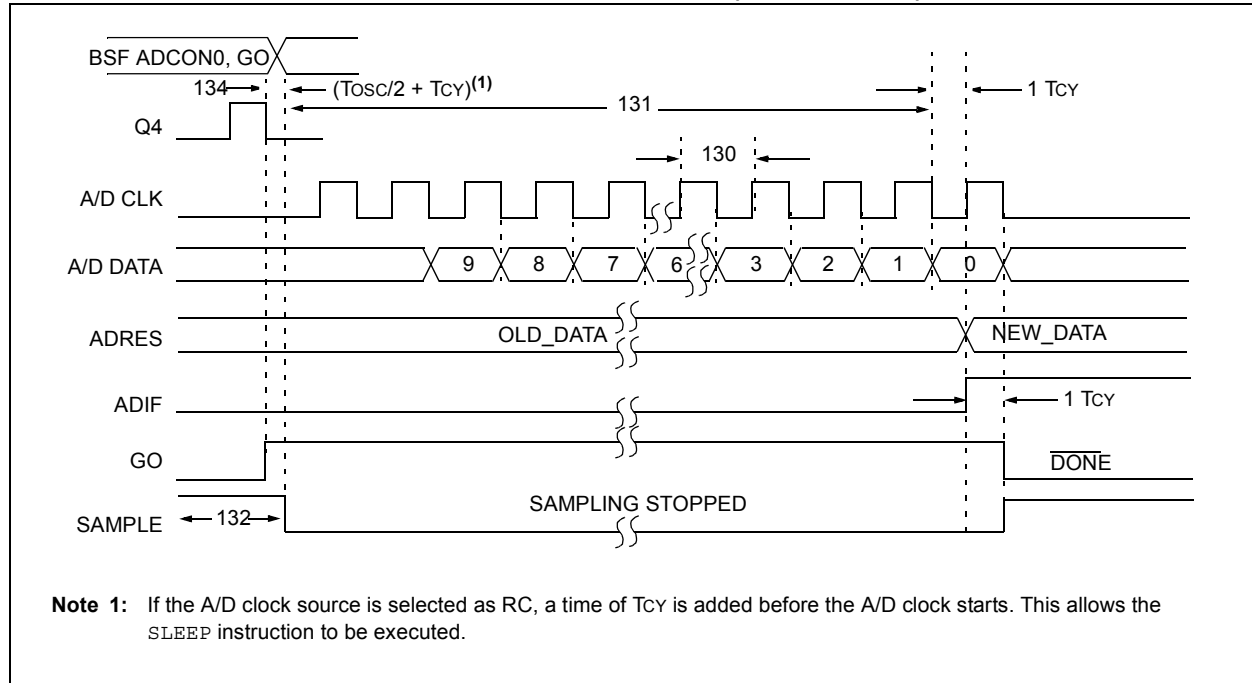 BSF ADCON0, GO
134
(TOSC/2 + TCY)(1)
131
1 TCY
Q4
130
A/D CLK
A/D DATA
9 8 7 6 3 2 1 0
ADRES
OLD_DATA
NEW_DATA
ADIF
1 TCY
GO
DONE
SAMPLING STOPPED
SAMPLE
132
Note 1: If the A/D clock source is selected as RC, a time of TCY is added before the A/D clock starts. This allows the
SLEEP instruction to be executed.